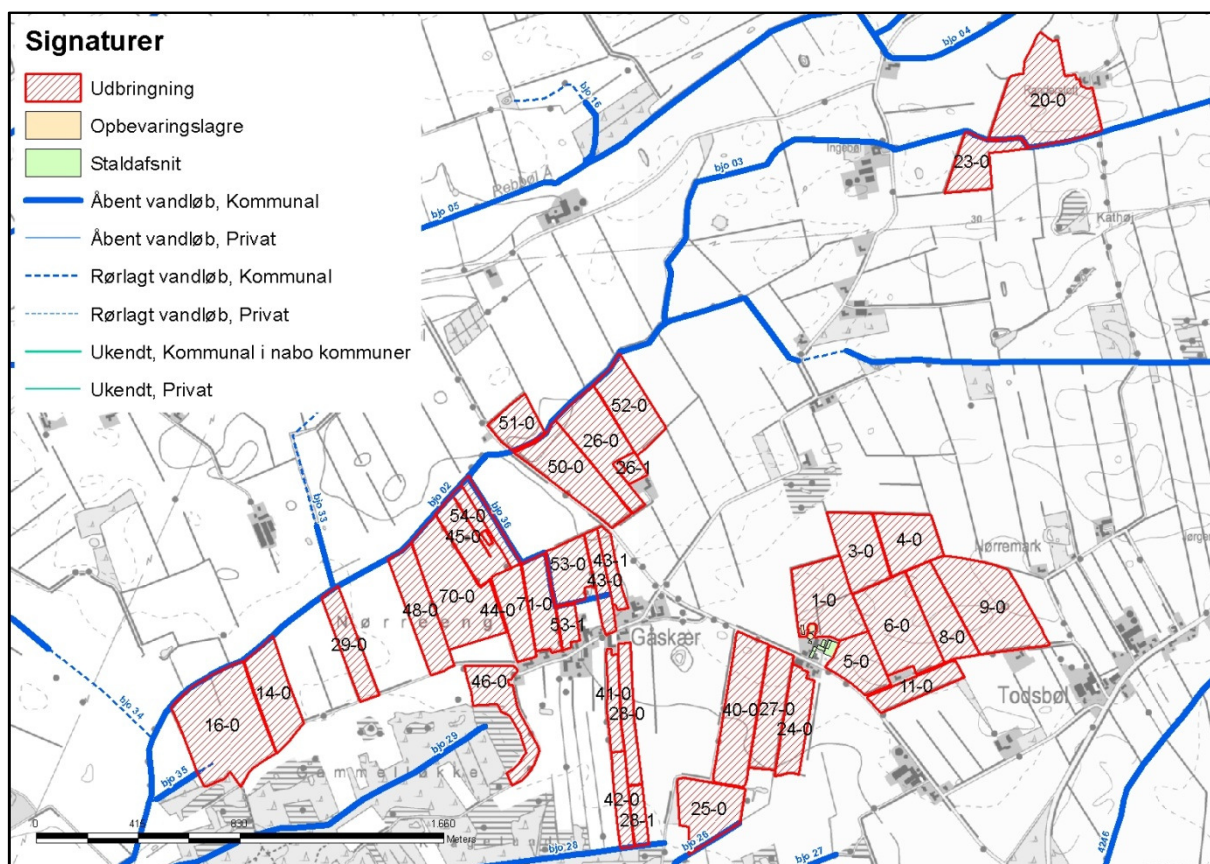 Signaturer
Udbringning
Opbevaringslagre
Staldafsnit
Åbent vandløb, Kommunal
Åbent vandløb, Privat
Rørlagt vandløb, Kommunal
Rørlagt vandløb, Privat
Ukendt, Kommunal i nabo kommuner
Ukendt, Privat
bjo 04
bjo 16
20-0
bjo 03
Ingebøl
23-0
Rebbøl Å
bjo 05
30
Kathøj
52-0
51-0
26-0
50-0
26-1
bjo 33
bjo 02
54-0
bjo 36
45-0
53-0
43-1
43-0
3-0
4-0
Nørremark
1-0
9-0
6-0
8-0
48-0
70-0
44-0
71-0
53-1
Nørreeng
29-0
Gåskær
5-0
11-0
Todsbøl
46-0
14-0
16-0
41-0
28-0
40-0
27-0
24-0
bjo 34
bjo 29
bjo 35
42-0
28-1
25-0
bjo 26
bjo 28
bjo 27
4246
0 415 830 1.660
Meters